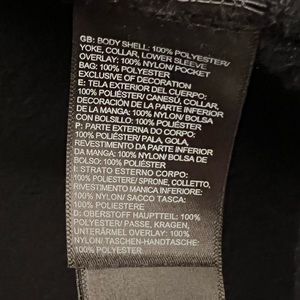 GB: BODY SHELL: 100% POLYESTER/
YOKE, COLLAR, LOWER SLEEVE
OVERLAY: 100% NYLON/ POCKET
BAG: 100% POLYESTER
EXCLUSIVE OF DECORATION
E: TELA EXTERIOR DEL CUERPO:
100% POLIÉSTER/ CANESÚ, COLLAR,
DECORACIÓN DE LA PARTE INFERIOR
DE LA MANGA: 100% NYLON/ BOLSA
CON BOLSILLO: 100% POLIÉSTER
P: PARTE EXTERNA DO CORPO:
100% POLIÉSTER/ PALA, GOLA,
REVESTIMENTO DA PARTE INFERIOR
DA MANGA: 100% NYLON/ BOLSA DE
BOLSO: 100% POLIÉSTER
I: STRATO ESTERNO CORPO:
100% POLIESTERE/ SPRONE, COLLETTO,
RIVESTIMENTO MANICA INFERIORE:
100% NYLON/ SACCO TASCA:
100% POLIESTERE
D: OBERSTOFF HAUPTTEIL: 100%
POLYESTER/ PASSE, KRAGEN,
UNTERÄRMEL OVERLAY: 100%
NYLON/ TASCHEN-HANDTASCHE:
100% POLYESTER